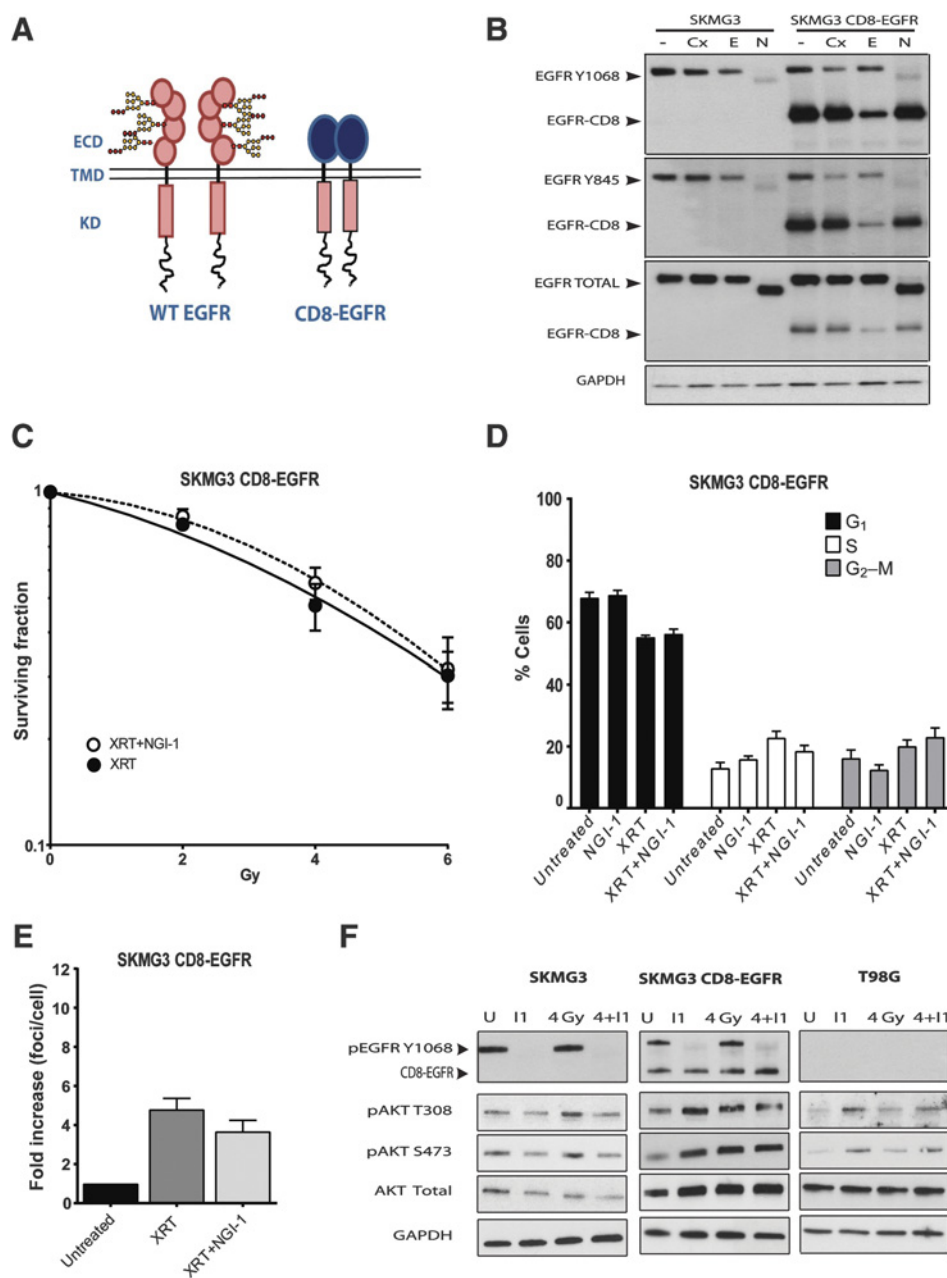 A
ECD
TMD
KD
WT EGFR
CD8-EGFR
B
SKMG3
SKMG3 CD8-EGFR
- Cx E N - Cx E N
EGFR Y1068
EGFR-CD8
EGFR Y845
EGFR-CD8
EGFR TOTAL
EGFR-CD8
GAPDH
C
SKMG3 CD8-EGFR
Surviving fraction
1
0.1
XRT+NGI-1
XRT
0 2 4 6
Gy
D
SKMG3 CD8-EGFR
% Cells
100
80
60
40
20
0
G1
S
G2–M
Untreated NGI-1 XRT XRT+NGI-1 Untreated NGI-1 XRT XRT+NGI-1 Untreated NGI-1 XRT XRT+NGI-1
E
SKMG3 CD8-EGFR
Fold increase (foci/cell)
12
10
8
6
4
2
0
Untreated XRT XRT+NGI-1
F
SKMG3 SKMG3 CD8-EGFR T98G
U I1 4 Gy 4+I1 U I1 4 Gy 4+I1 U I1 4 Gy 4+I1
pEGFR Y1068
CD8-EGFR
pAKT T308
pAKT S473
AKT Total
GAPDH